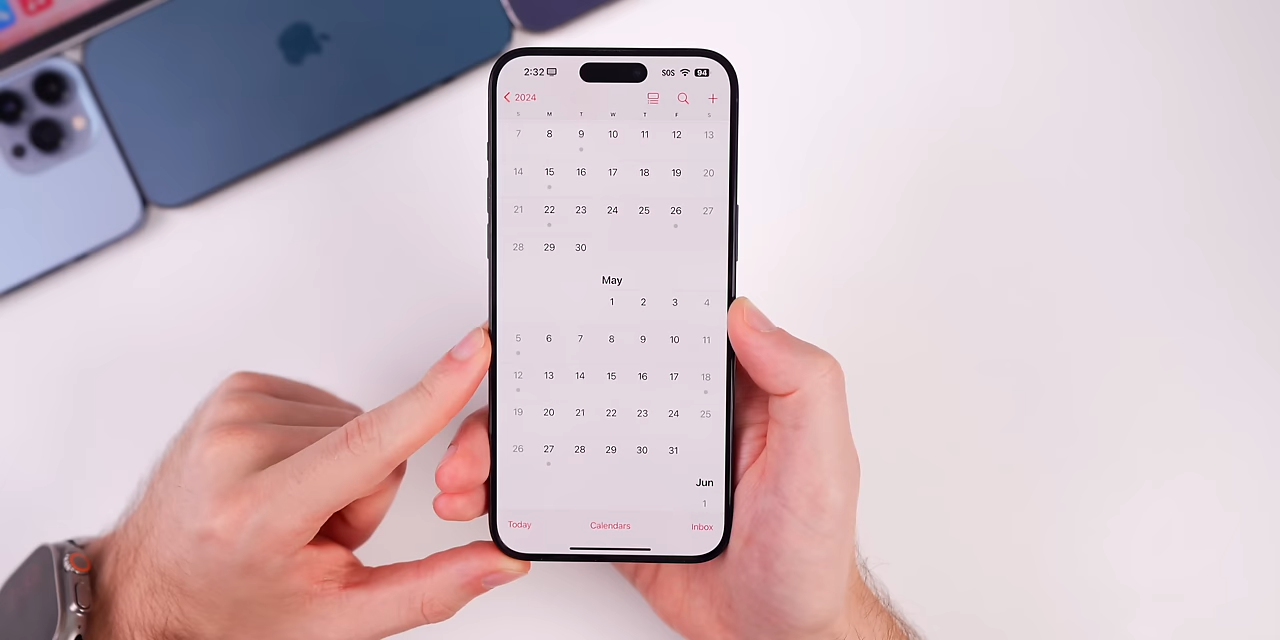 2:32 SOS 94
2024
S M T W T F S
7 8 9 10 11 12 13
14 15 16 17 18 19 20
21 22 23 24 25 26 27
28 29 30
May
1 2 3 4
5 6 7 8 9 10 11
12 13 14 15 16 17 18
19 20 21 22 23 24 25
26 27 28 29 30 31
Jun
1
Today Calendars Inbox